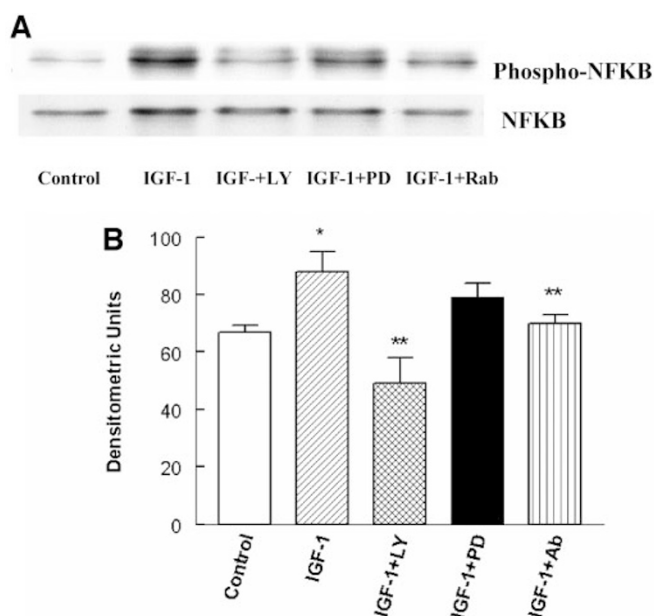 A
Phospho-NFKB
NFKB
Control IGF-1 IGF-+LY IGF-1+PD IGF-1+Rab
B
100
*
80
**
60
**
40
20
0
Densitometric Units
Control
IGF-1
IGF-1+LY
IGF-1+PD
IGF-1+Ab